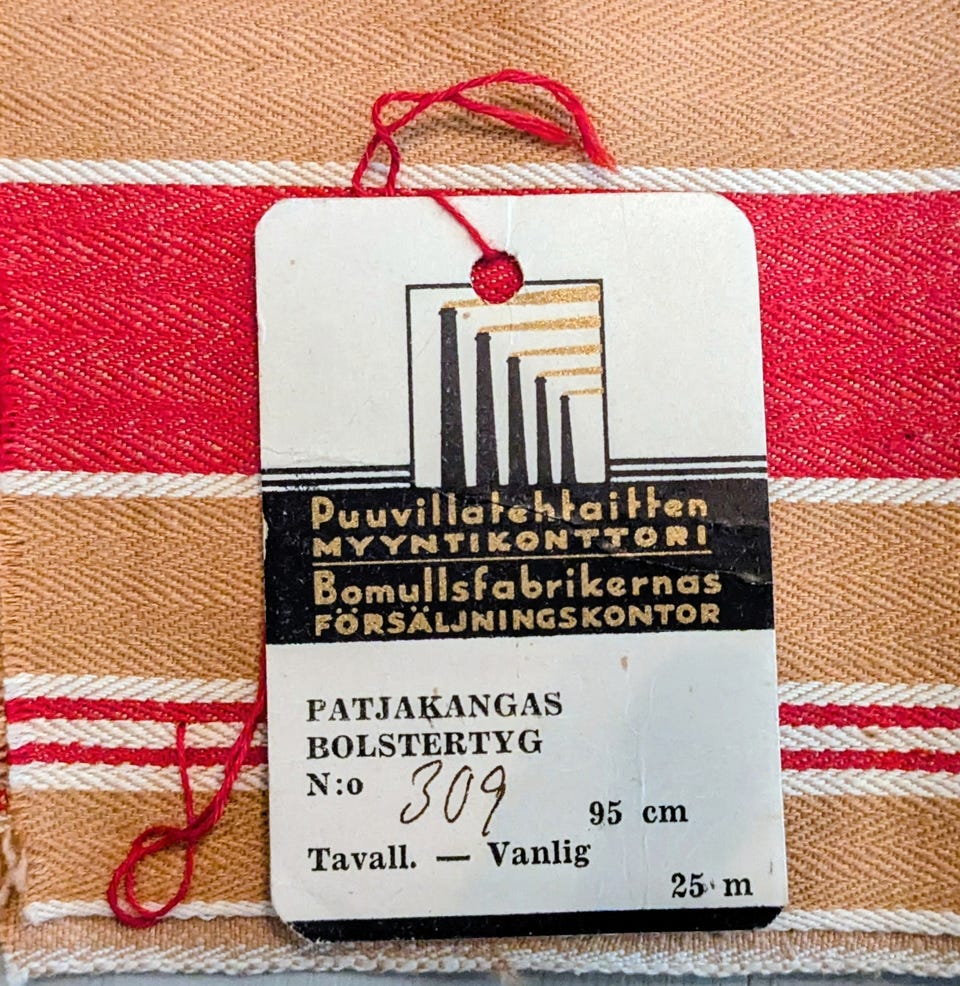 Puuvillatehtaitten
MYYNTIKONTTORI
Bomullsfabrikernas
FÖRSÄLJNINGSKONTOR
PATJAKANGAS
BOLSTERTYG
N:o 309
95 cm
Tavall. — Vanlig
25 m